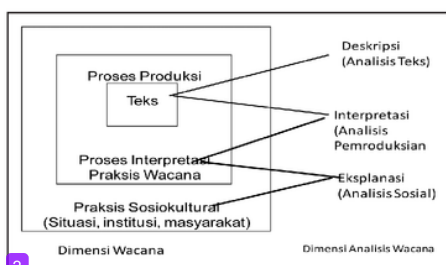 Proses Produksi
Teks
Proses Interpretasi
Praksis Wacana
Praksis Sosiokultural
(Situasi, institusi, masyarakat)
Dimensi Wacana
Deskripsi
(Analisis Teks)
Interpretasi
(Analisis
Pemroduksian
Eksplanasi
(Analisis Sosial)
Dimensi Analisis Wacana